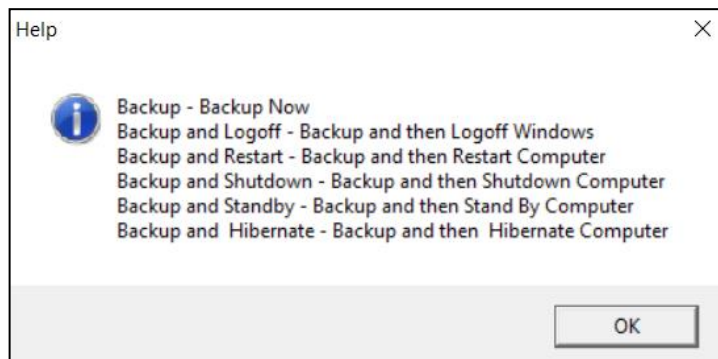 Help
Backup - Backup Now
Backup and Logoff - Backup and then Logoff Windows
Backup and Restart - Backup and then Restart Computer
Backup and Shutdown - Backup and then Shutdown Computer
Backup and Standby - Backup and then Stand By Computer
Backup and  Hibernate - Backup and then  Hibernate Computer
OK